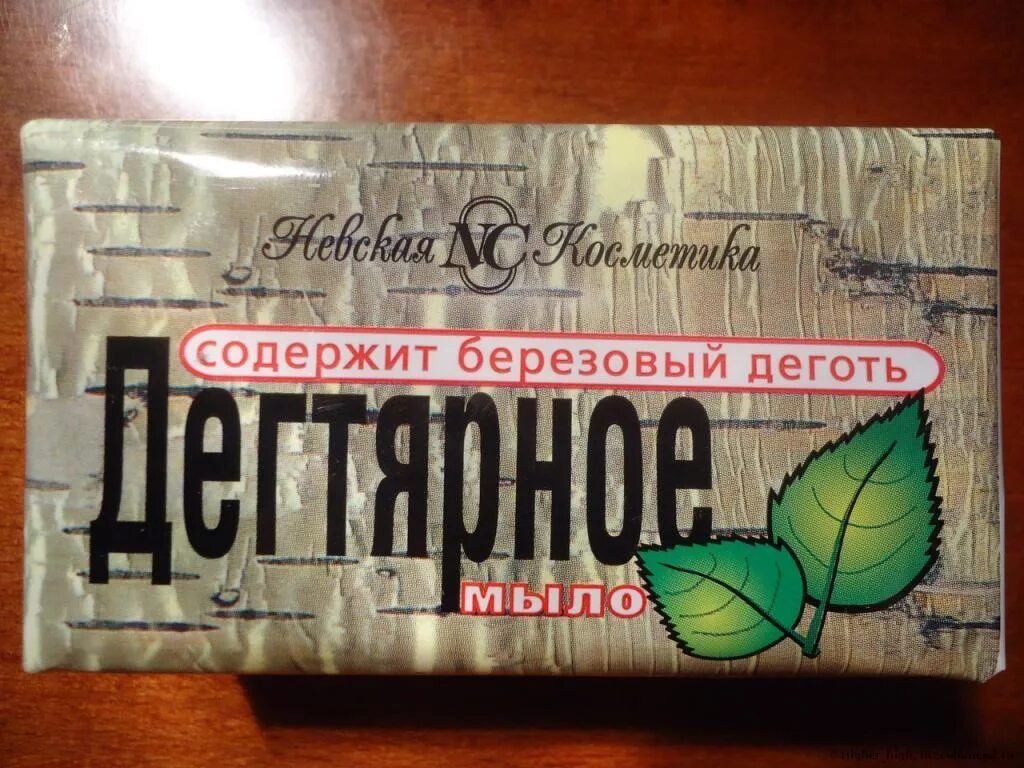 Невская NC Косметика
содержит березовый деготь
Дегтярное
мыло